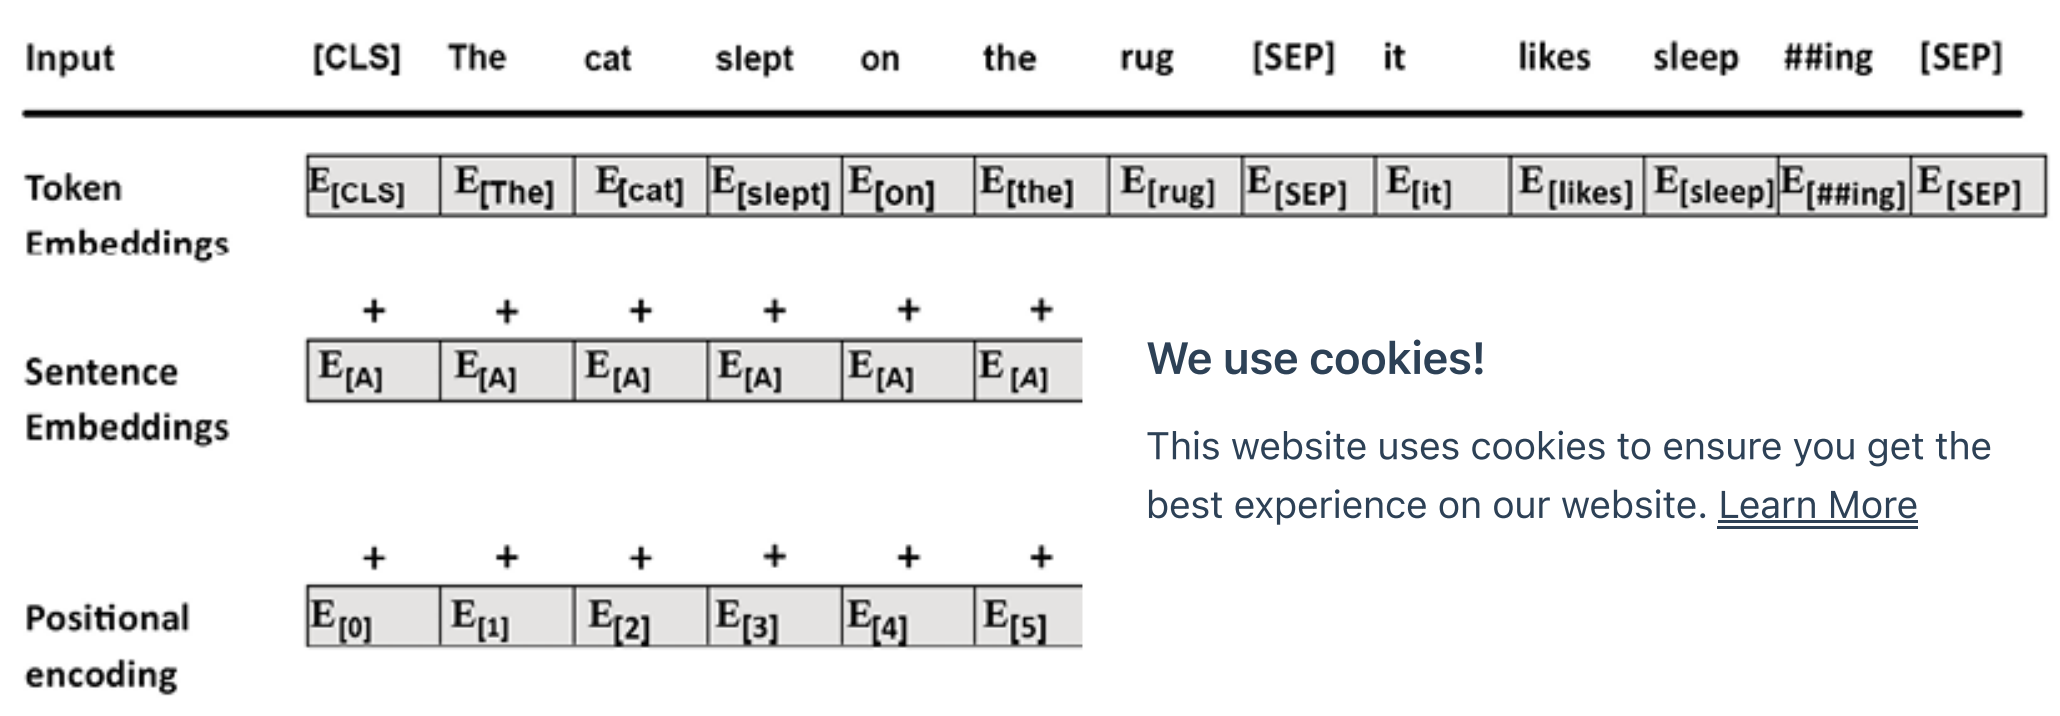 Input [CLS] The cat slept on the rug [SEP] it likes sleep ##ing [SEP]
Token Embeddings E[CLS] E[The] E[cat] E[slept] E[on] E[the] E[rug] E[SEP] E[it] E[likes] E[sleep] E[##ing] E[SEP]
+ + + + + +
Sentence Embeddings E[A] E[A] E[A] E[A] E[A] E[A]
+ + + + + +
Positional encoding E[0] E[1] E[2] E[3] E[4] E[5]
We use cookies!
This website uses cookies to ensure you get the
best experience on our website. Learn More